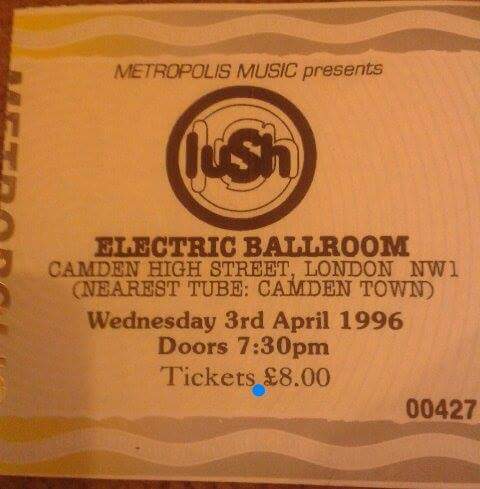 METROPOLIS MUSIC presents
lush
ELECTRIC BALLROOM
CAMDEN HIGH STREET, LONDON NW1
(NEAREST TUBE: CAMDEN TOWN)
Wednesday 3rd April 1996
Doors 7:30pm
Tickets £8.00
00427